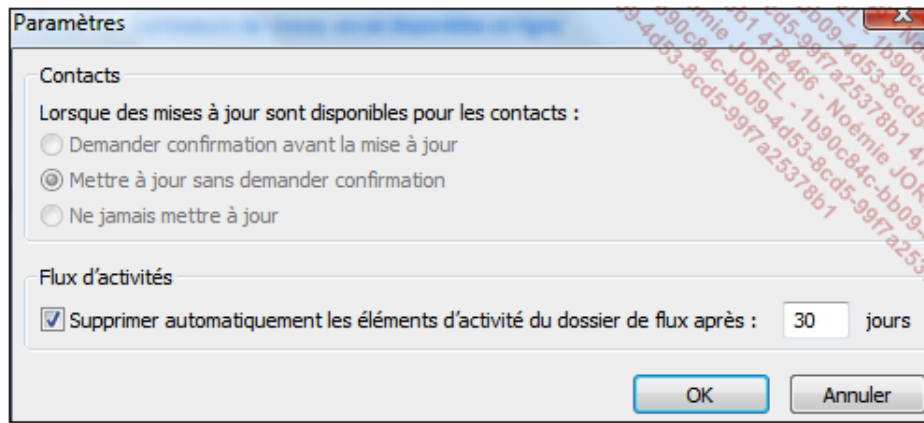 Paramètres
Contacts
Lorsque des mises à jour sont disponibles pour les contacts :
Demander confirmation avant la mise à jour
Mettre à jour sans demander confirmation
Ne jamais mettre à jour
Flux d'activités
Supprimer automatiquement les éléments d'activité du dossier de flux après : 30 jours
OK Annuler